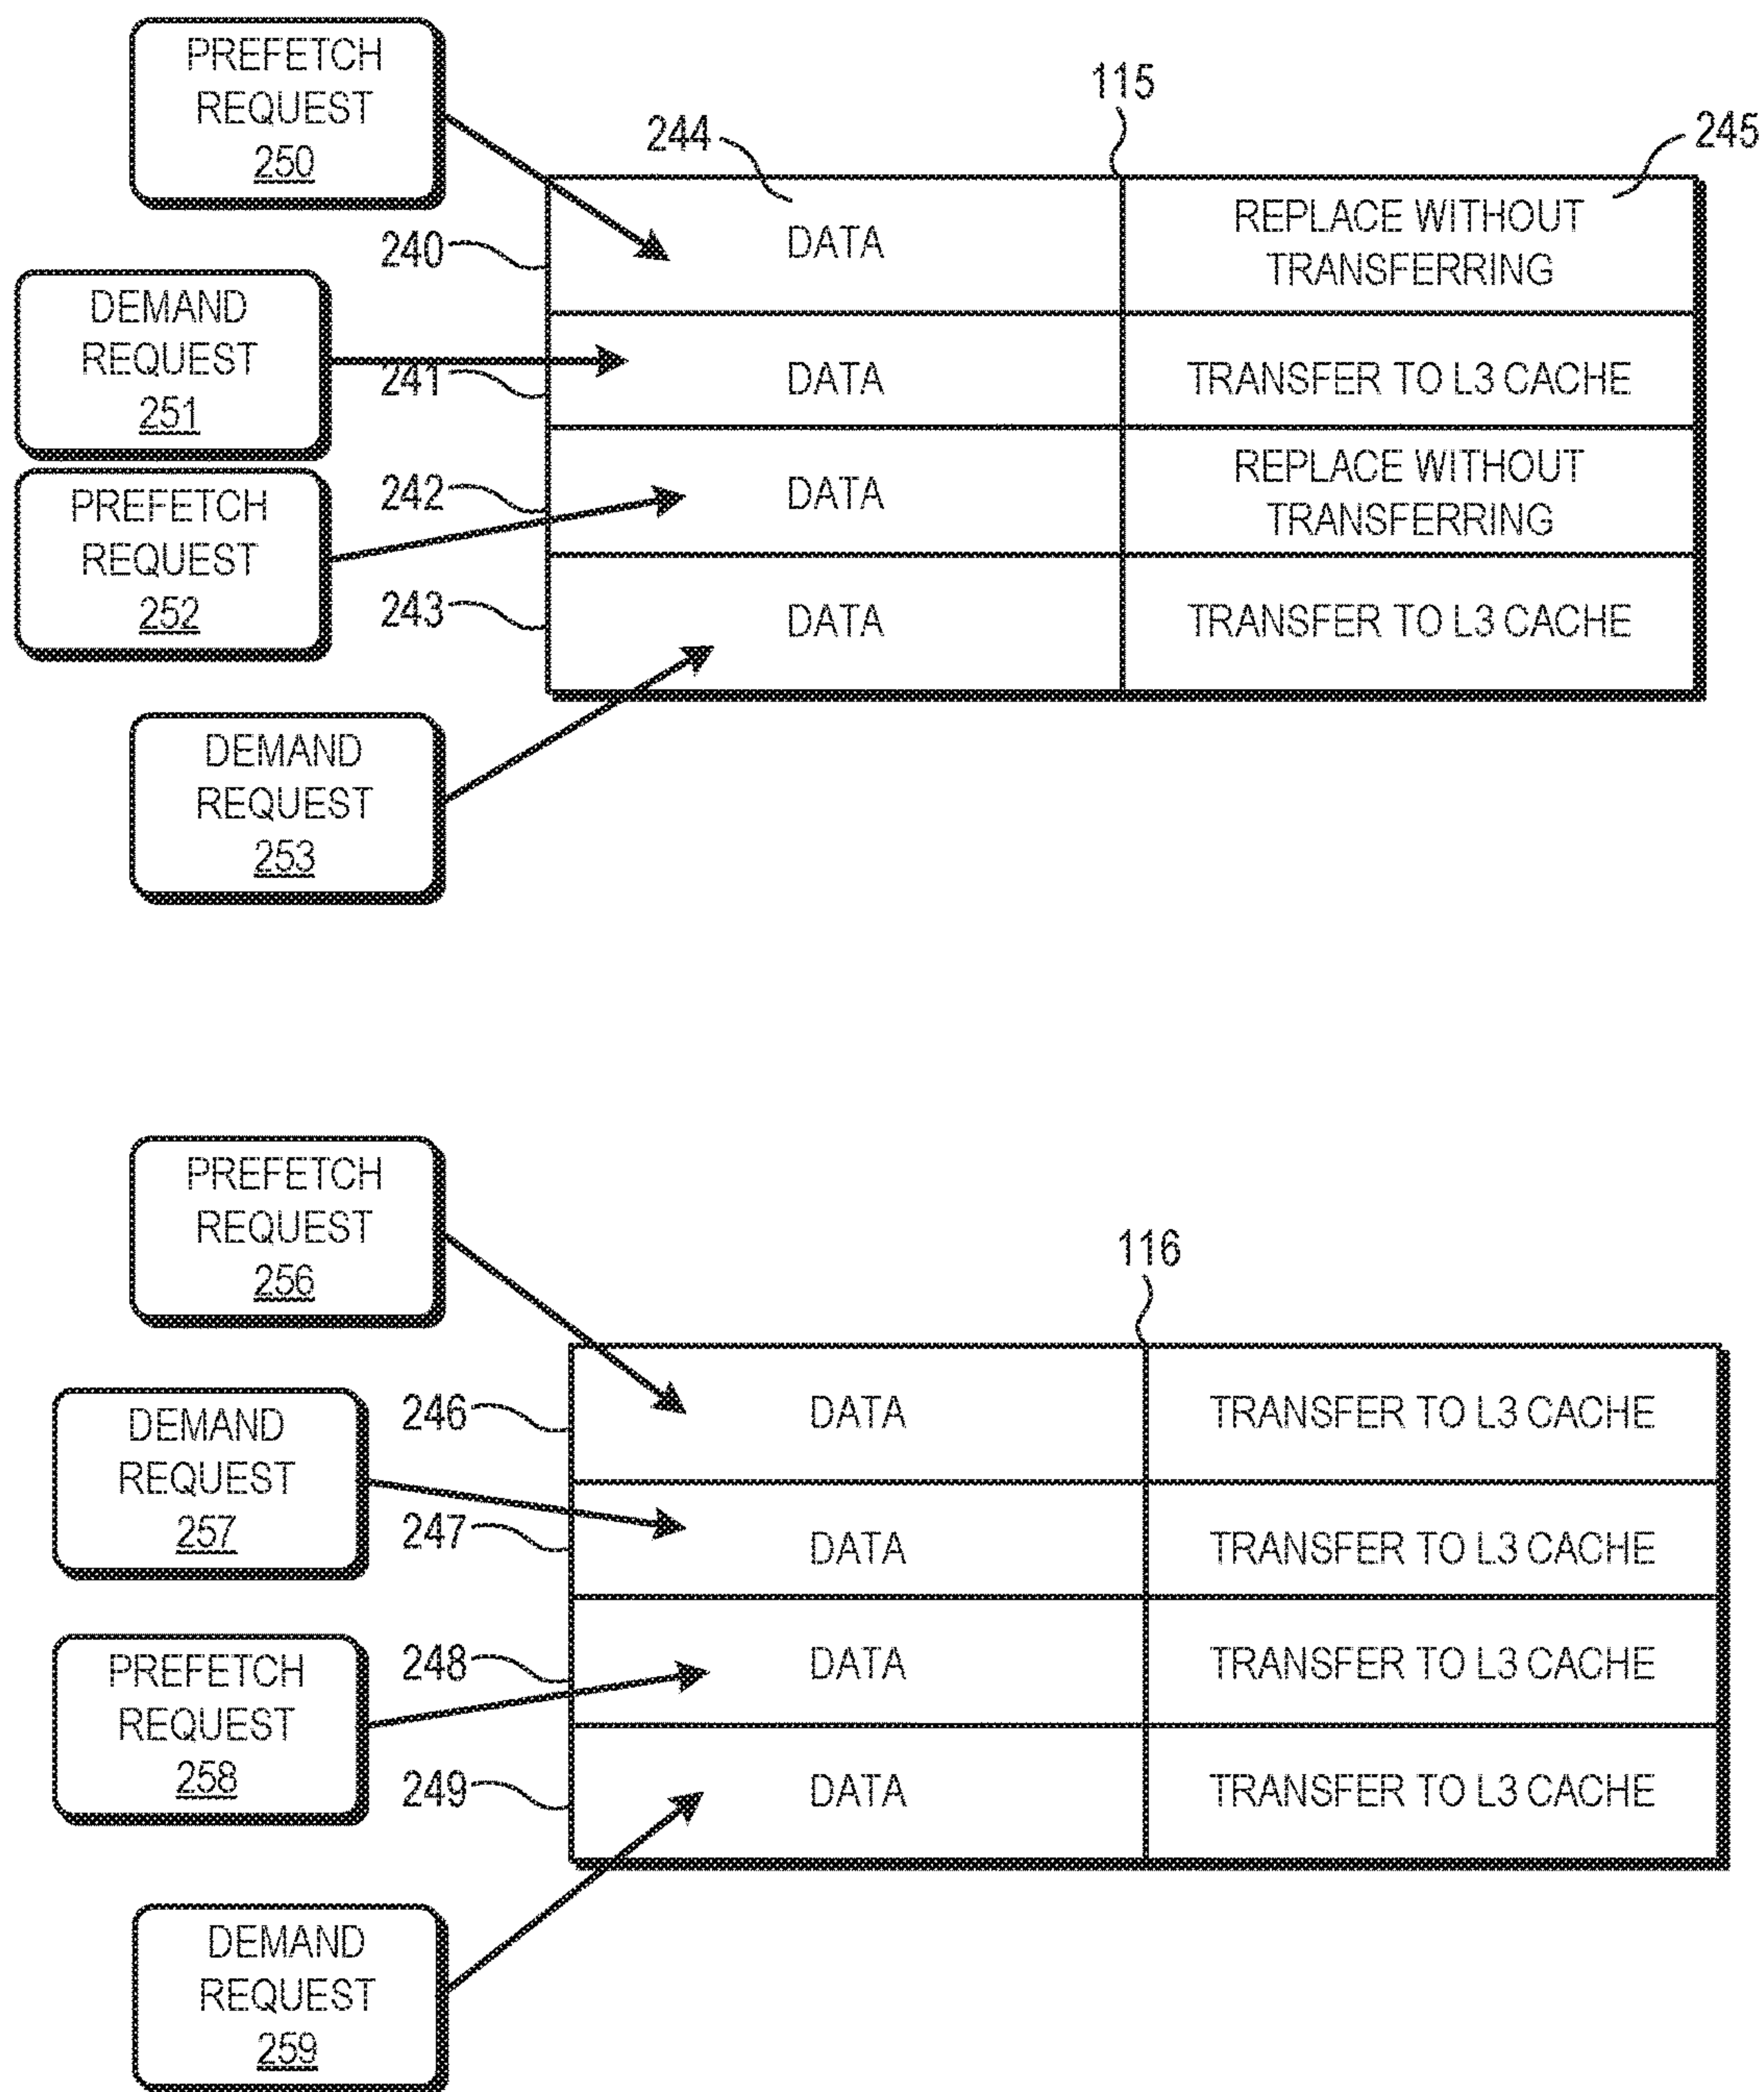 PREFETCH
REQUEST
250
115
244
245
240
DATA
REPLACE WITHOUT
TRANSFERRING
DEMAND
REQUEST
251
241
DATA
TRANSFER TO L3 CACHE
PREFETCH
REQUEST
252
242
DATA
REPLACE WITHOUT
TRANSFERRING
243
DATA
TRANSFER TO L3 CACHE
DEMAND
REQUEST
253
PREFETCH
REQUEST
256
116
246
DATA
TRANSFER TO L3 CACHE
DEMAND
REQUEST
257
247
DATA
TRANSFER TO L3 CACHE
PREFETCH
REQUEST
258
248
DATA
TRANSFER TO L3 CACHE
249
DATA
TRANSFER TO L3 CACHE
DEMAND
REQUEST
259